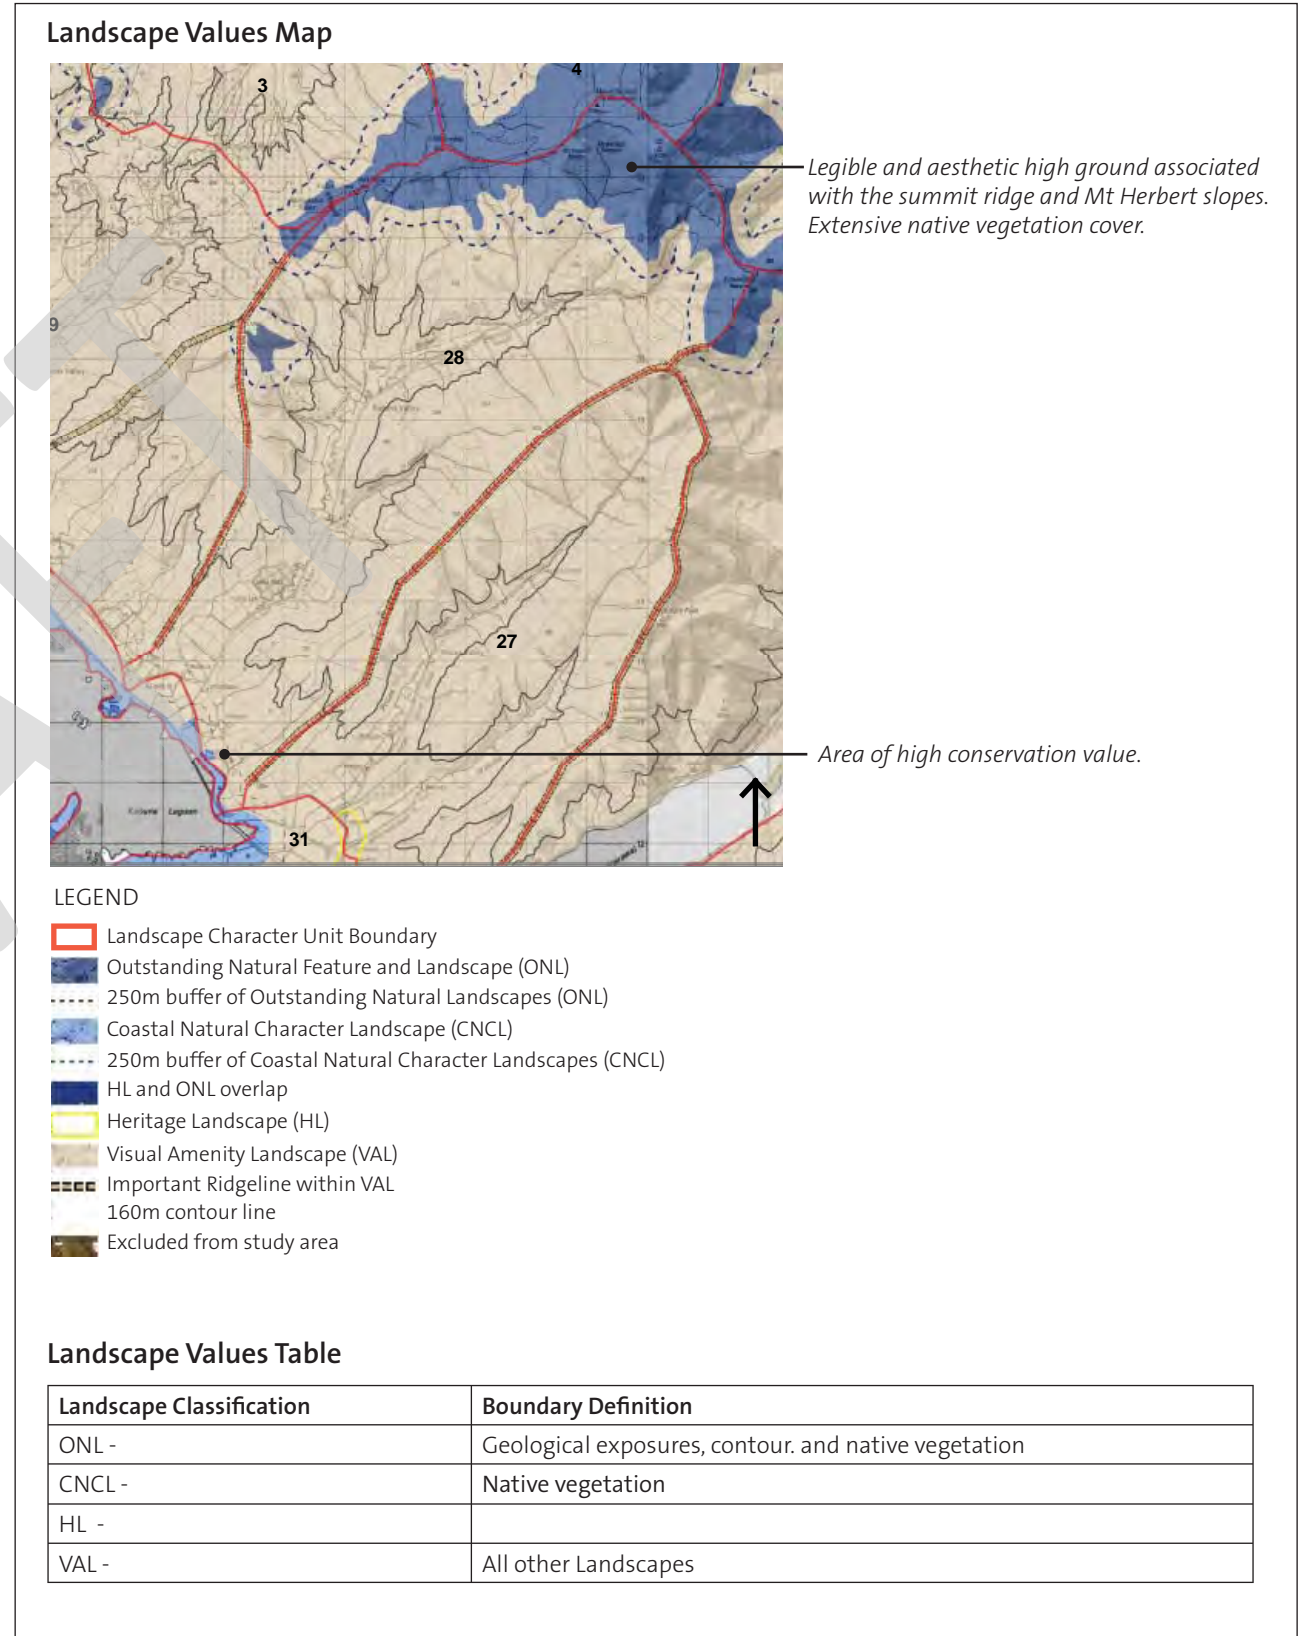 Landscape Values Map
3
4
Legible and aesthetic high ground associated
with the summit ridge and Mt Herbert slopes.
Extensive native vegetation cover.
9
28
27
Area of high conservation value.
Lagoon
31
LEGEND
Landscape Character Unit Boundary
Outstanding Natural Feature and Landscape (ONL)
250m buffer of Outstanding Natural Landscapes (ONL)
Coastal Natural Character Landscape (CNCL)
250m buffer of Coastal Natural Character Landscapes (CNCL)
HL and ONL overlap
Heritage Landscape (HL)
Visual Amenity Landscape (VAL)
Important Ridgeline within VAL
160m contour line
Excluded from study area
Landscape Values Table
Landscape Classification Boundary Definition
ONL - Geological exposures, contour. and native vegetation
CNCL - Native vegetation
HL -
VAL - All other Landscapes